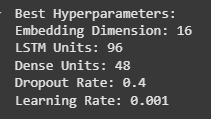 Best Hyperparameters:
Embedding Dimension: 16
LSTM Units: 96
Dense Units: 48
Dropout Rate: 0.4
Learning Rate: 0.001